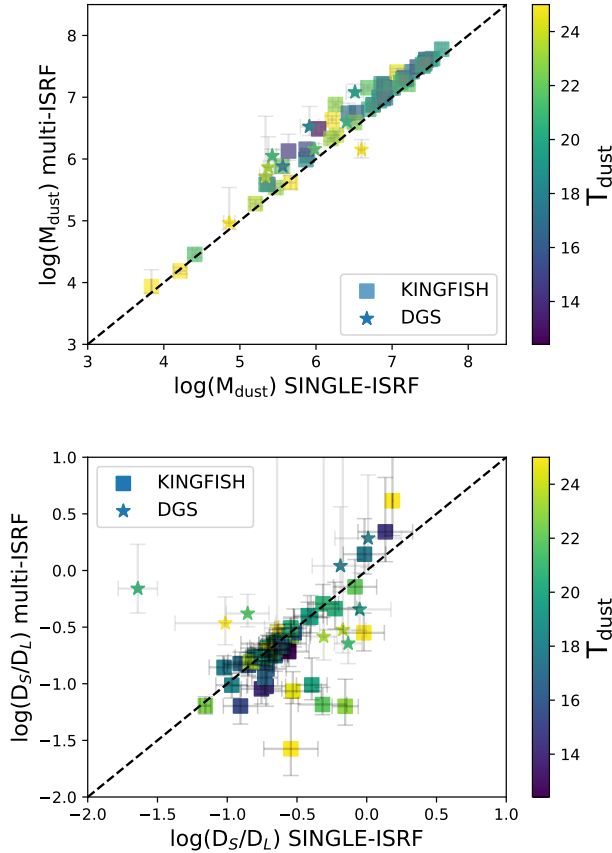 8
7
6
5
4
3
log(M_dust) multi-ISRF
KINGFISH
DGS
3 4 5 6 7 8
log(M_dust) SINGLE-ISRF
24
22
20
18
16
14
T̅_dust
1.0
0.5
0.0
−0.5
−1.0
−1.5
−2.0
log(D_S/D_L) multi-ISRF
KINGFISH
DGS
−2.0 −1.5 −1.0 −0.5 0.0 0.5 1.0
log(D_S/D_L) SINGLE-ISRF
24
22
20
18
16
14
T̅_dust